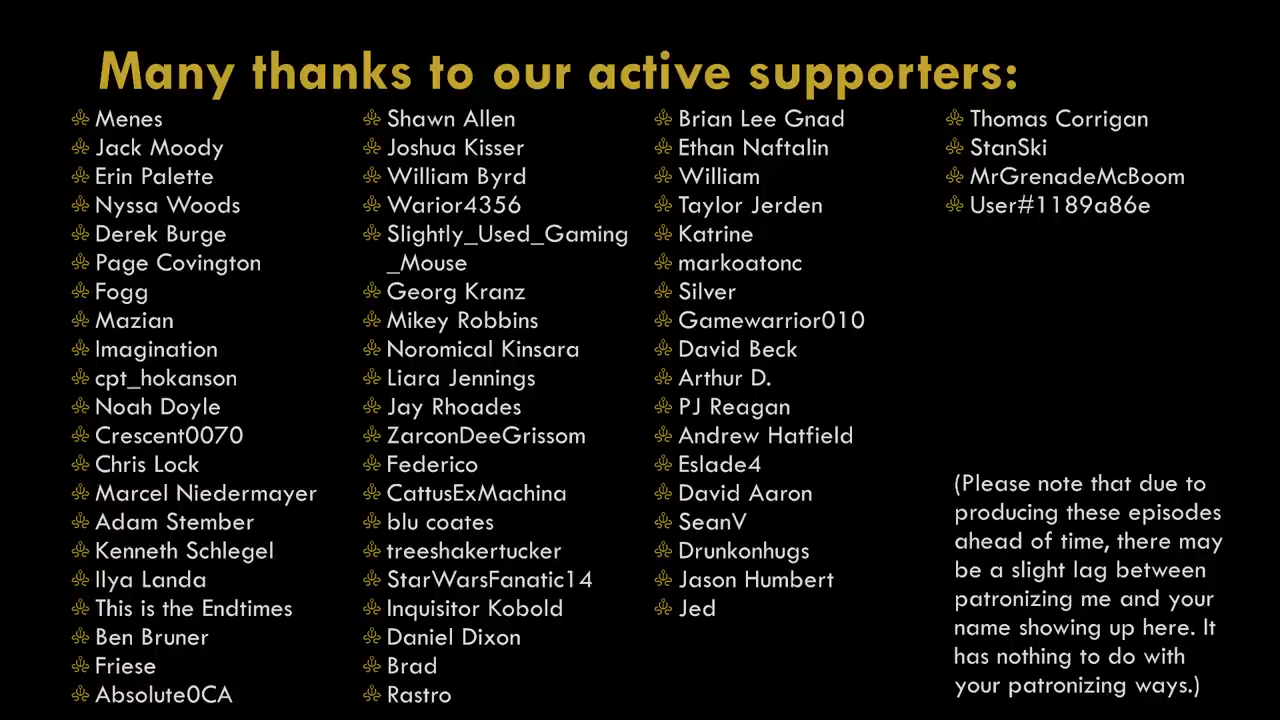 Many thanks to our active supporters:
Menes
Jack Moody
Erin Palette
Nyssa Woods
Derek Burge
Page Covington
Fogg
Mazian
Imagination
cpt_hokanson
Noah Doyle
Crescent0070
Chris Lock
Marcel Niedermayer
Adam Stember
Kenneth Schlegel
Ilya Landa
This is the Endtimes
Ben Bruner
Friese
Absolute0CA
Shawn Allen
Joshua Kisser
William Byrd
Warior4356
Slightly_Used_Gaming
_Mouse
Georg Kranz
Mikey Robbins
Noromical Kinsara
Liara Jennings
Jay Rhoades
ZarconDeeGrissom
Federico
CattusExMachina
blu coates
treeshakertucker
StarWarsFanatic14
Inquisitor Kobold
Daniel Dixon
Brad
Rastro
Brian Lee Gnad
Ethan Naftalin
William
Taylor Jerden
Katrine
markoatonc
Silver
Gamewarrior010
David Beck
Arthur D.
PJ Reagan
Andrew Hatfield
Eslade4
David Aaron
SeanV
Drunkonhugs
Jason Humbert
Jed
Thomas Corrigan
StanSki
MrGrenadeMcBoom
User#1189a86e
(Please note that due to
producing these episodes
ahead of time, there may
be a slight lag between
patronizing me and your
name showing up here. It
has nothing to do with
your patronizing ways.)